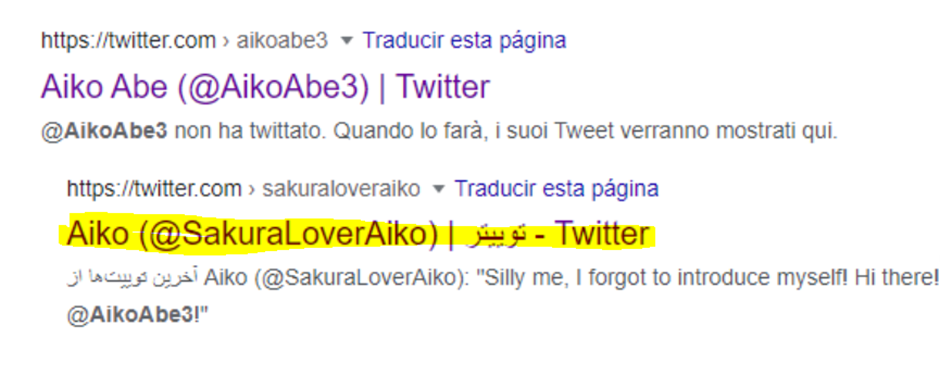 https://twitter.com › aikoabe3 ▼ Traducir esta página
Aiko Abe (@AikoAbe3) | Twitter
@AikoAbe3 non ha twittato. Quando lo farà, i suoi Tweet verranno mostrati qui.
https://twitter.com › sakuraloveraiko ▼ Traducir esta página
Aiko (@SakuraLoverAiko) | توییتر - Twitter
آخرین توییت‌ها از Aiko (@SakuraLoverAiko): "Silly me, I forgot to introduce myself! Hi there!
@AikoAbe3!"